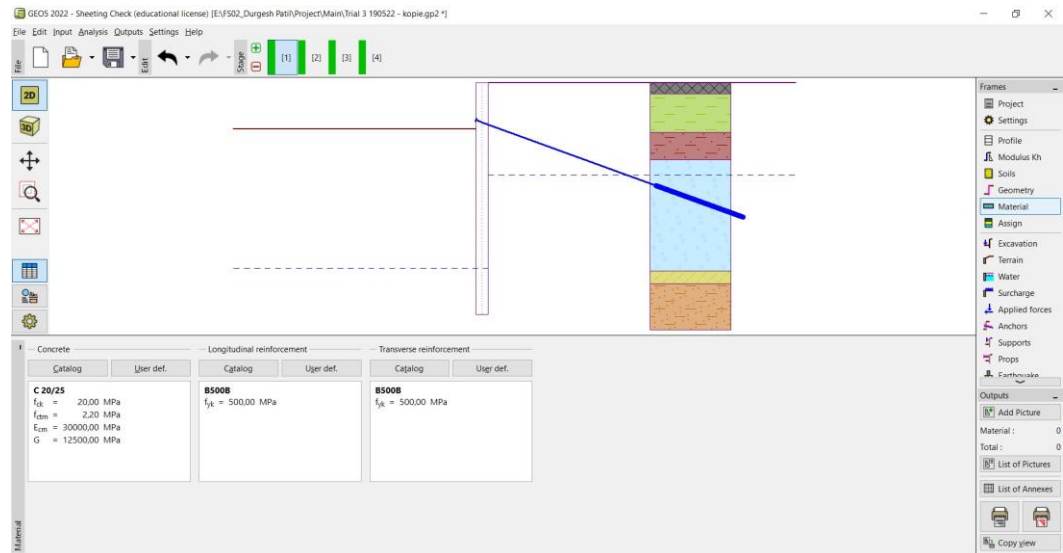 GEO5 2022 - Sheeting Check (educational license) [E:\FS02_Durgesh Patil\Project\Main\Trial 3 190522 - kopie.gp2 *]
File Edit Input Analysis Outputs Settings Help
File
Edit
Stage
[1] [2] [3] [4]
2D
3D
Frames
Project
Settings
Profile
Modulus Kh
Soils
Geometry
Material
Assign
Excavation
Terrain
Water
Surcharge
Applied forces
Anchors
Supports
Props
Earthquake
Outputs
Add Picture
Material : 0
Total : 0
List of Pictures
List of Annexes
Copy view
Material
Concrete
Catalog User def.
C 20/25
fck = 20,00 MPa
fctm = 2,20 MPa
Ecm = 30000,00 MPa
G = 12500,00 MPa
Longitudinal reinforcement
Catalog User def.
B500B
fyk = 500,00 MPa
Transverse reinforcement
Catalog User def.
B500B
fyk = 500,00 MPa